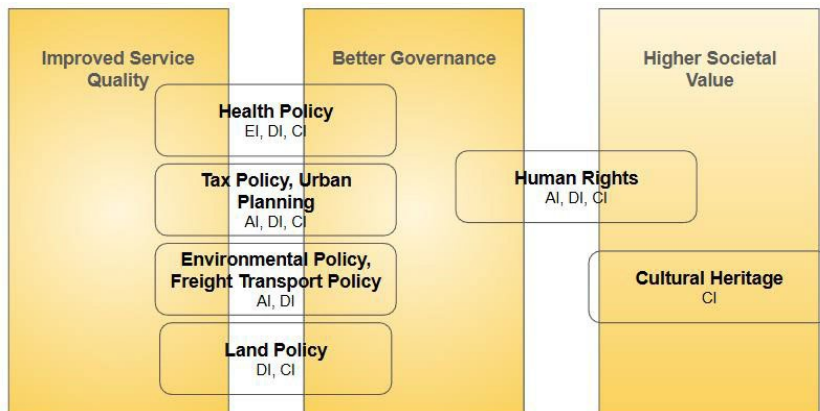 Improved Service
Quality
Better Governance
Higher Societal
Value
Health Policy
EI, DI, CI
Tax Policy, Urban
Planning
AI, DI, CI
Human Rights
AI, DI, CI
Environmental Policy,
Freight Transport Policy
AI, DI
Cultural Heritage
CI
Land Policy
DI, CI